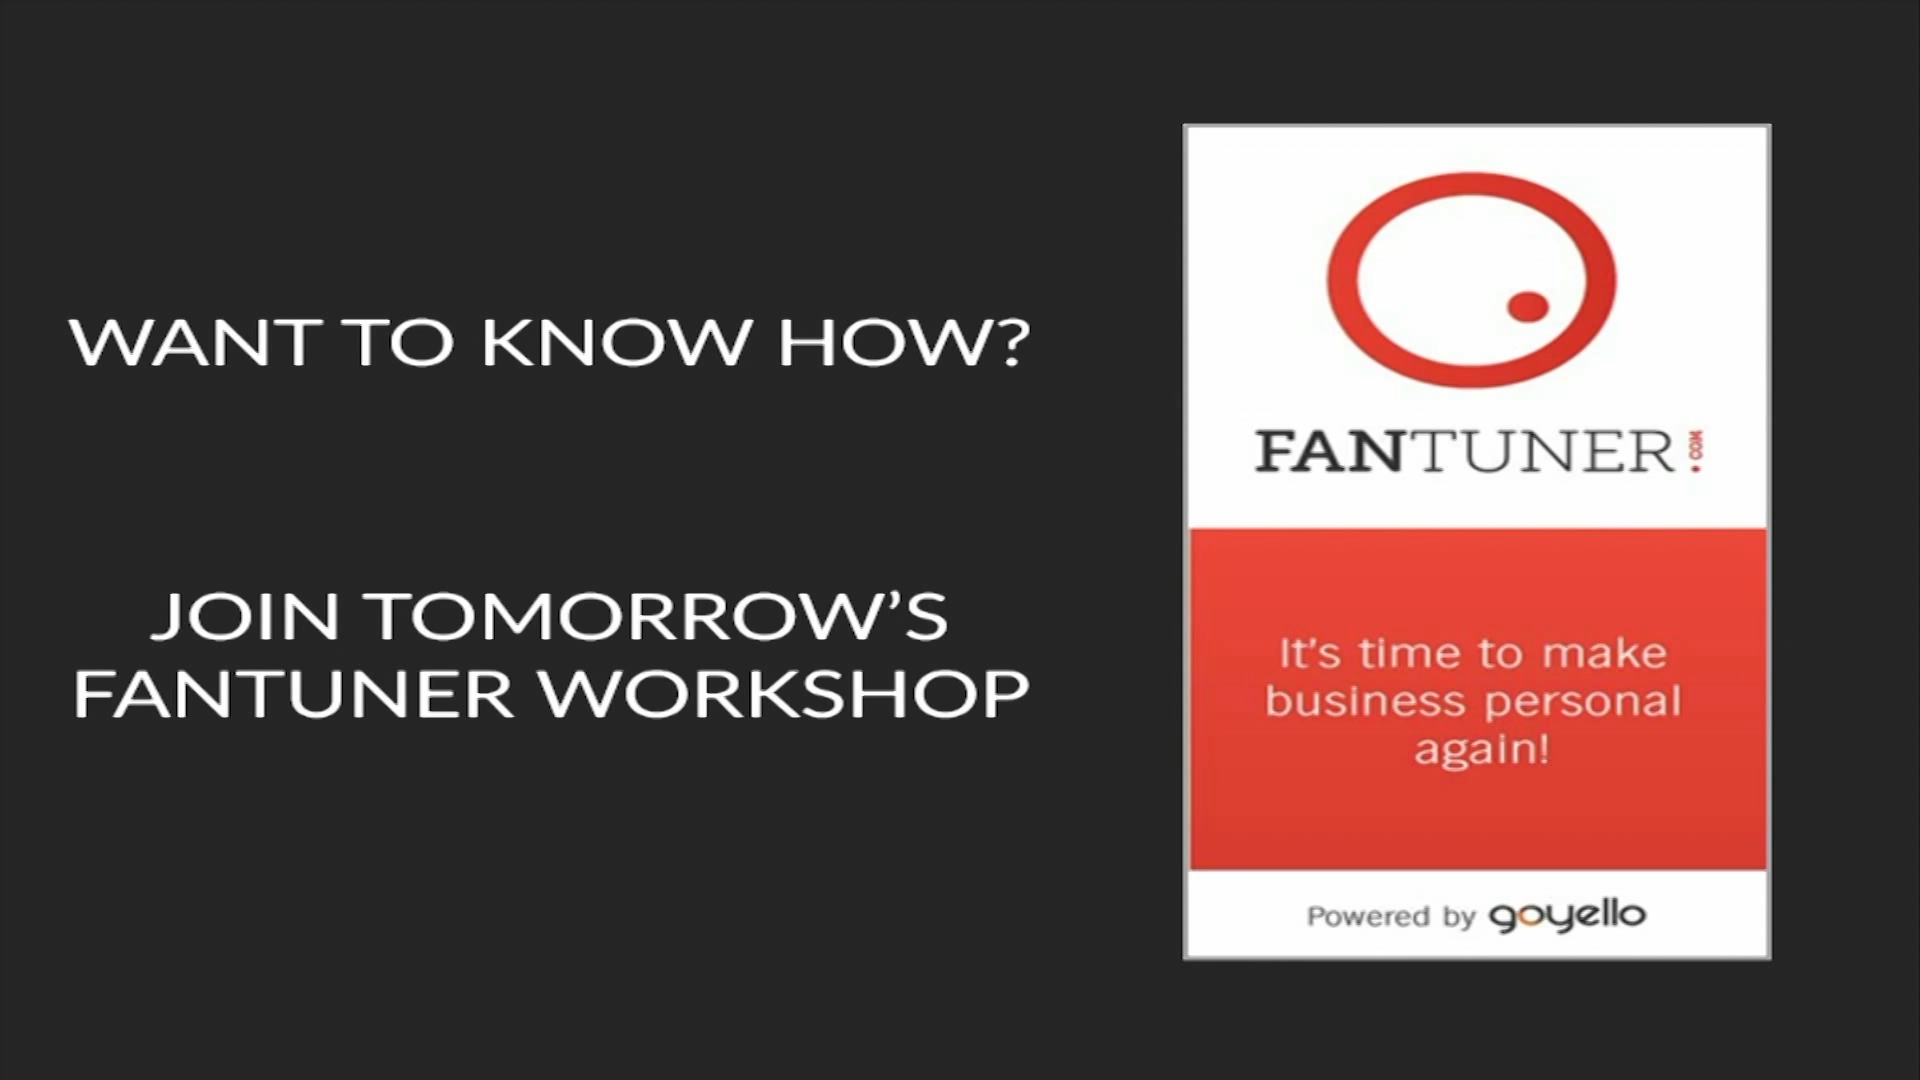 WANT TO KNOW HOW?
JOIN TOMORROW’S
FANTUNER WORKSHOP
FANTUNER.COM
It's time to make
business personal
again!
Powered by goyello